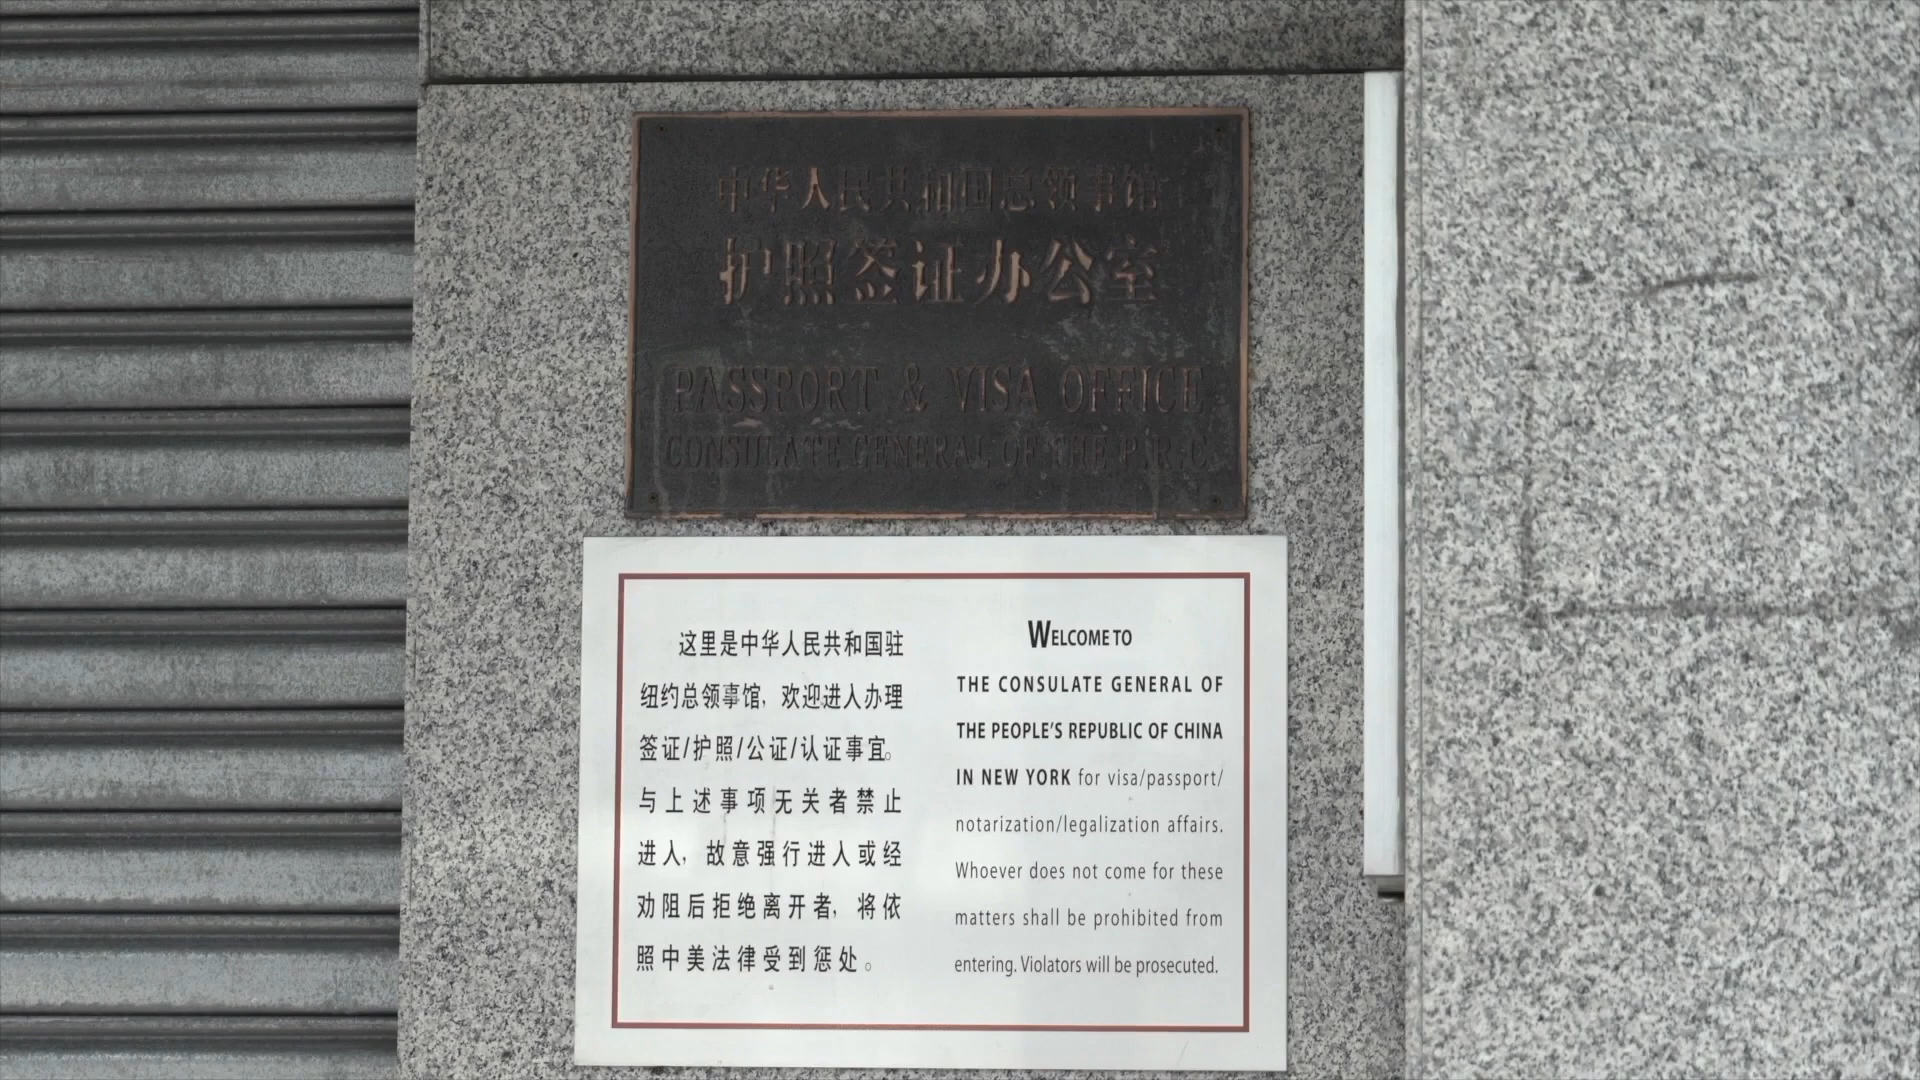 中华人民共和国总领事馆
护照签证办公室
PASSPORT & VISA OFFICE
CONSULATE GENERAL OF THE P.R.C.
这里是中华人民共和国驻
纽约总领事馆，欢迎进入办理
签证/护照/公证/认证事宜。
与上述事项无关者禁止
进入，故意强行进入或经
劝阻后拒绝离开者，将依
照中美法律受到惩处。
WELCOME TO
THE CONSULATE GENERAL OF
THE PEOPLE'S REPUBLIC OF CHINA
IN NEW YORK for visa/passport/
notarization/legalization affairs.
Whoever does not come for these
matters shall be prohibited from
entering. Violators will be prosecuted.